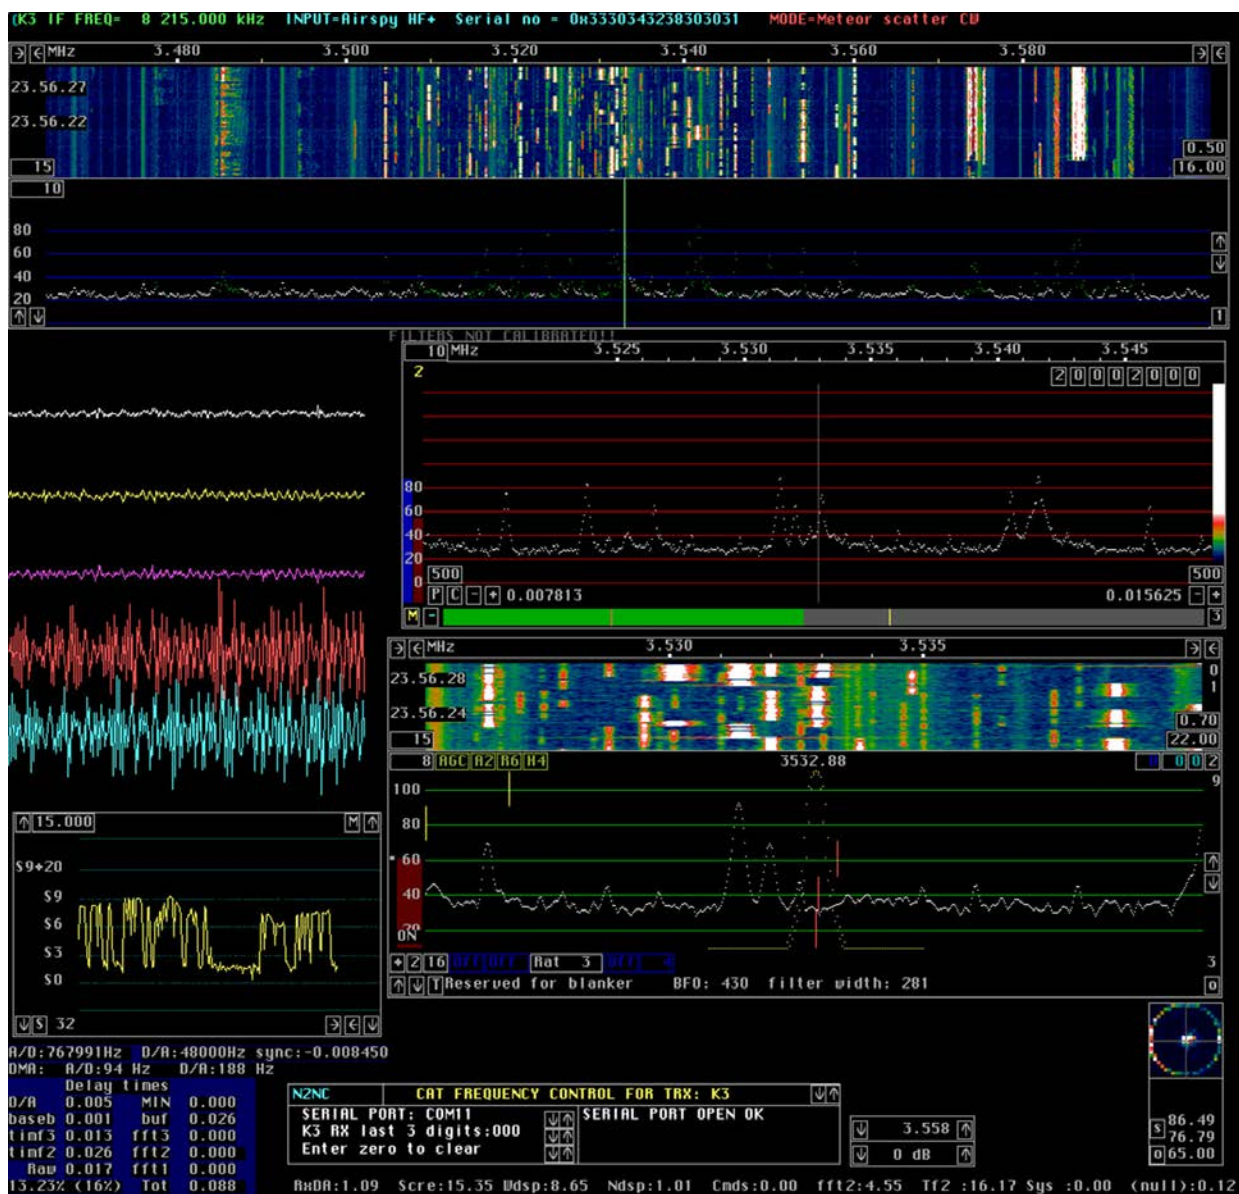 (K3 IF FREQ= 8 215.000 kHz INPUT=Airspy HF+ Serial no = 0x3330343238303031 MODE=Meteor scatter CW
MHz 3.480 3.500 3.520 3.540 3.560 3.580
23.56.27
23.56.22
0.50
15 16.00
10
80
60
40
20
1
FILTERS NOT CALIBRATED!!
10 MHz 3.525 3.530 3.535 3.540 3.545
Z 2 0 0 0 2 0 0 0
80
60
40
20
0
500 500
P C - + 0.007813 0.015625 - +
M - 3
MHz 3.530 3.535
23.56.28 0
1
23.56.24 0.70
15 22.00
8 AGC A2 R6 H4 3532.88 0 0 2
9
100
80
60
40
20
ON
+ 2 16 Off Off Rat 3 Off 4 3
T Reserved for blanker BFO: 430 filter width: 281 o
15.000 M
S9+20
S9
S6
S3
S0
S 32
A/D:767991Hz D/A:48000Hz sync:-0.008450
DMA: A/D:94 Hz D/A:188 Hz
Delay times
D/A 0.005 MIN 0.000
baseb 0.001 buf 0.026
timf3 0.013 fft3 0.000
timf2 0.026 fft2 0.000
Raw 0.017 fft1 0.000
13.23% (16%) Tot 0.088
N2NC CAT FREQUENCY CONTROL FOR TRX: K3
SERIAL PORT: COM11 SERIAL PORT OPEN OK
K3 RX last 3 digits:000
Enter zero to clear
3.558
0 dB
86.49
S 76.79
O 65.00
RxDA:1.09 Scre:15.35 Wdsp:8.65 Ndsp:1.01 Cmds:0.00 fft2:4.55 Tf2 :16.17 Sys :0.00 (null):0.12